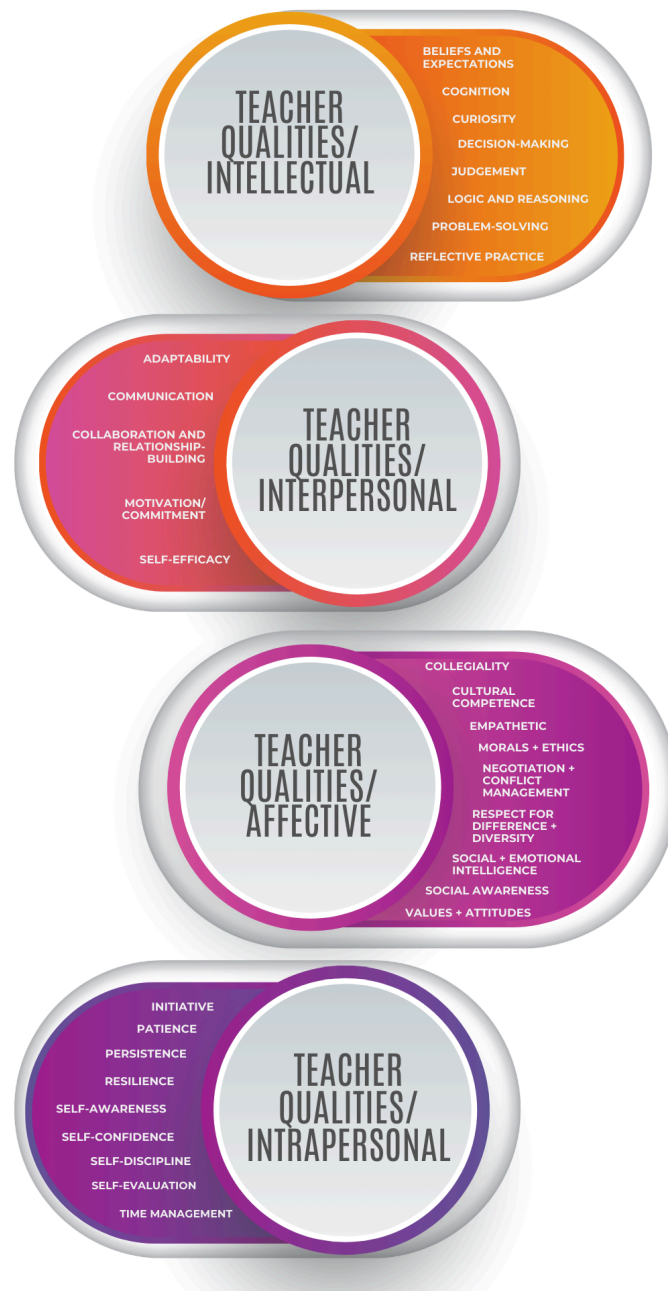 TEACHER
QUALITIES/
INTELLECTUAL
BELIEFS AND
EXPECTATIONS
COGNITION
CURIOSITY
DECISION-MAKING
JUDGEMENT
LOGIC AND REASONING
PROBLEM-SOLVING
REFLECTIVE PRACTICE
ADAPTABILITY
COMMUNICATION
COLLABORATION AND
RELATIONSHIP-
BUILDING
MOTIVATION/
COMMITMENT
SELF-EFFICACY
TEACHER
QUALITIES/
INTERPERSONAL
TEACHER
QUALITIES/
AFFECTIVE
COLLEGIALITY
CULTURAL
COMPETENCE
EMPATHETIC
MORALS + ETHICS
NEGOTIATION +
CONFLICT
MANAGEMENT
RESPECT FOR
DIFFERENCE +
DIVERSITY
SOCIAL + EMOTIONAL
INTELLIGENCE
SOCIAL AWARENESS
VALUES + ATTITUDES
INITIATIVE
PATIENCE
PERSISTENCE
RESILIENCE
SELF-AWARENESS
SELF-CONFIDENCE
SELF-DISCIPLINE
SELF-EVALUATION
TIME MANAGEMENT
TEACHER
QUALITIES/
INTRAPERSONAL